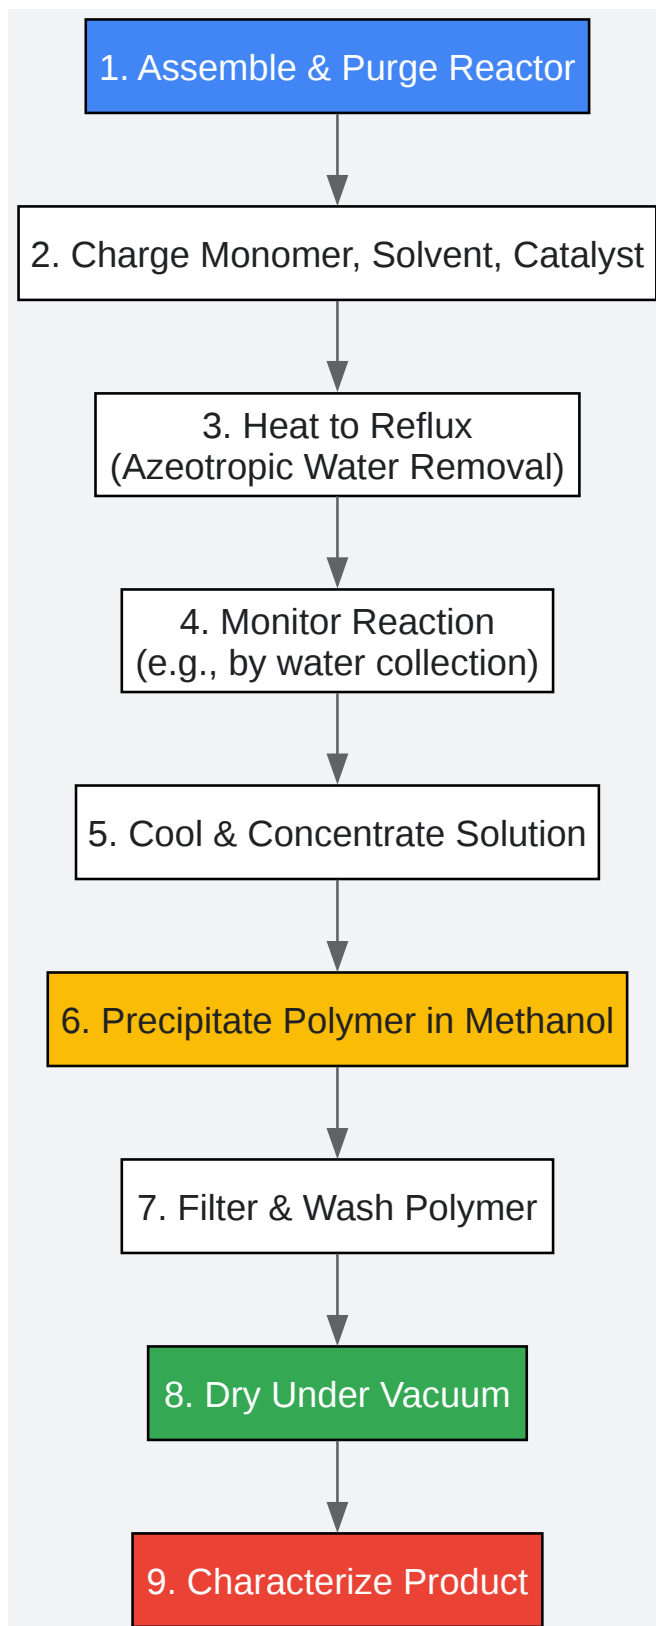 1. Assemble & Purge Reactor
2. Charge Monomer, Solvent, Catalyst
3. Heat to Reflux
(Azeotropic Water Removal)
4. Monitor Reaction
(e.g., by water collection)
5. Cool & Concentrate Solution
6. Precipitate Polymer in Methanol
7. Filter & Wash Polymer
8. Dry Under Vacuum
9. Characterize Product